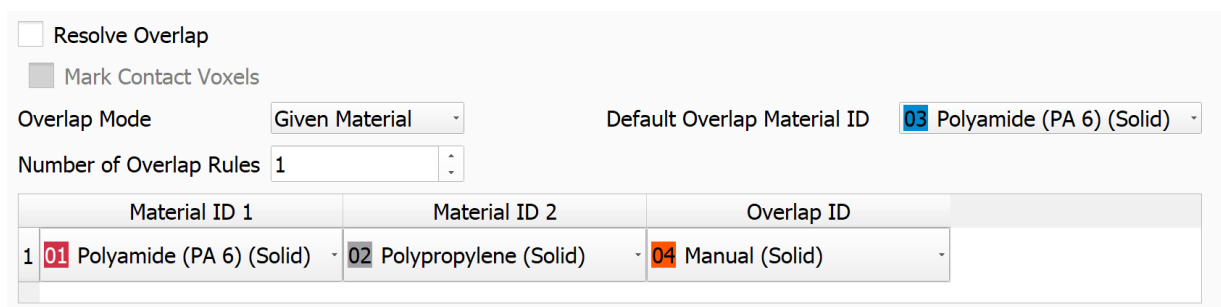 Resolve Overlap
Mark Contact Voxels
Overlap Mode Given Material Default Overlap Material ID 03 Polyamide (PA 6) (Solid)
Number of Overlap Rules 1
Material ID 1 Material ID 2 Overlap ID
1 01 Polyamide (PA 6) (Solid) 02 Polypropylene (Solid) 04 Manual (Solid)